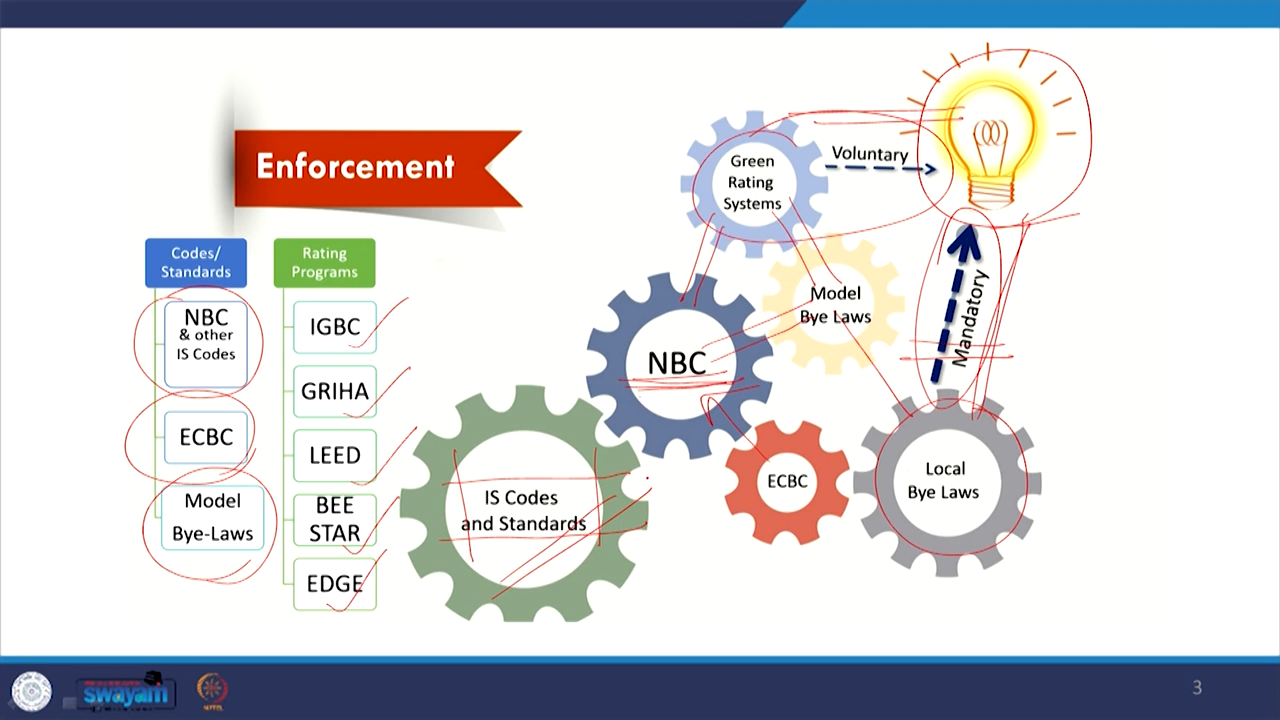 Enforcement
Codes/
Standards
NBC
& other
IS Codes
ECBC
Model
Bye-Laws
Rating
Programs
IGBC
GRIHA
LEED
BEE
STAR
EDGE
IS Codes
and Standards
NBC
Green
Rating
Systems
Voluntary
Model
Bye Laws
ECBC
Local
Bye Laws
Mandatory
swayam
3